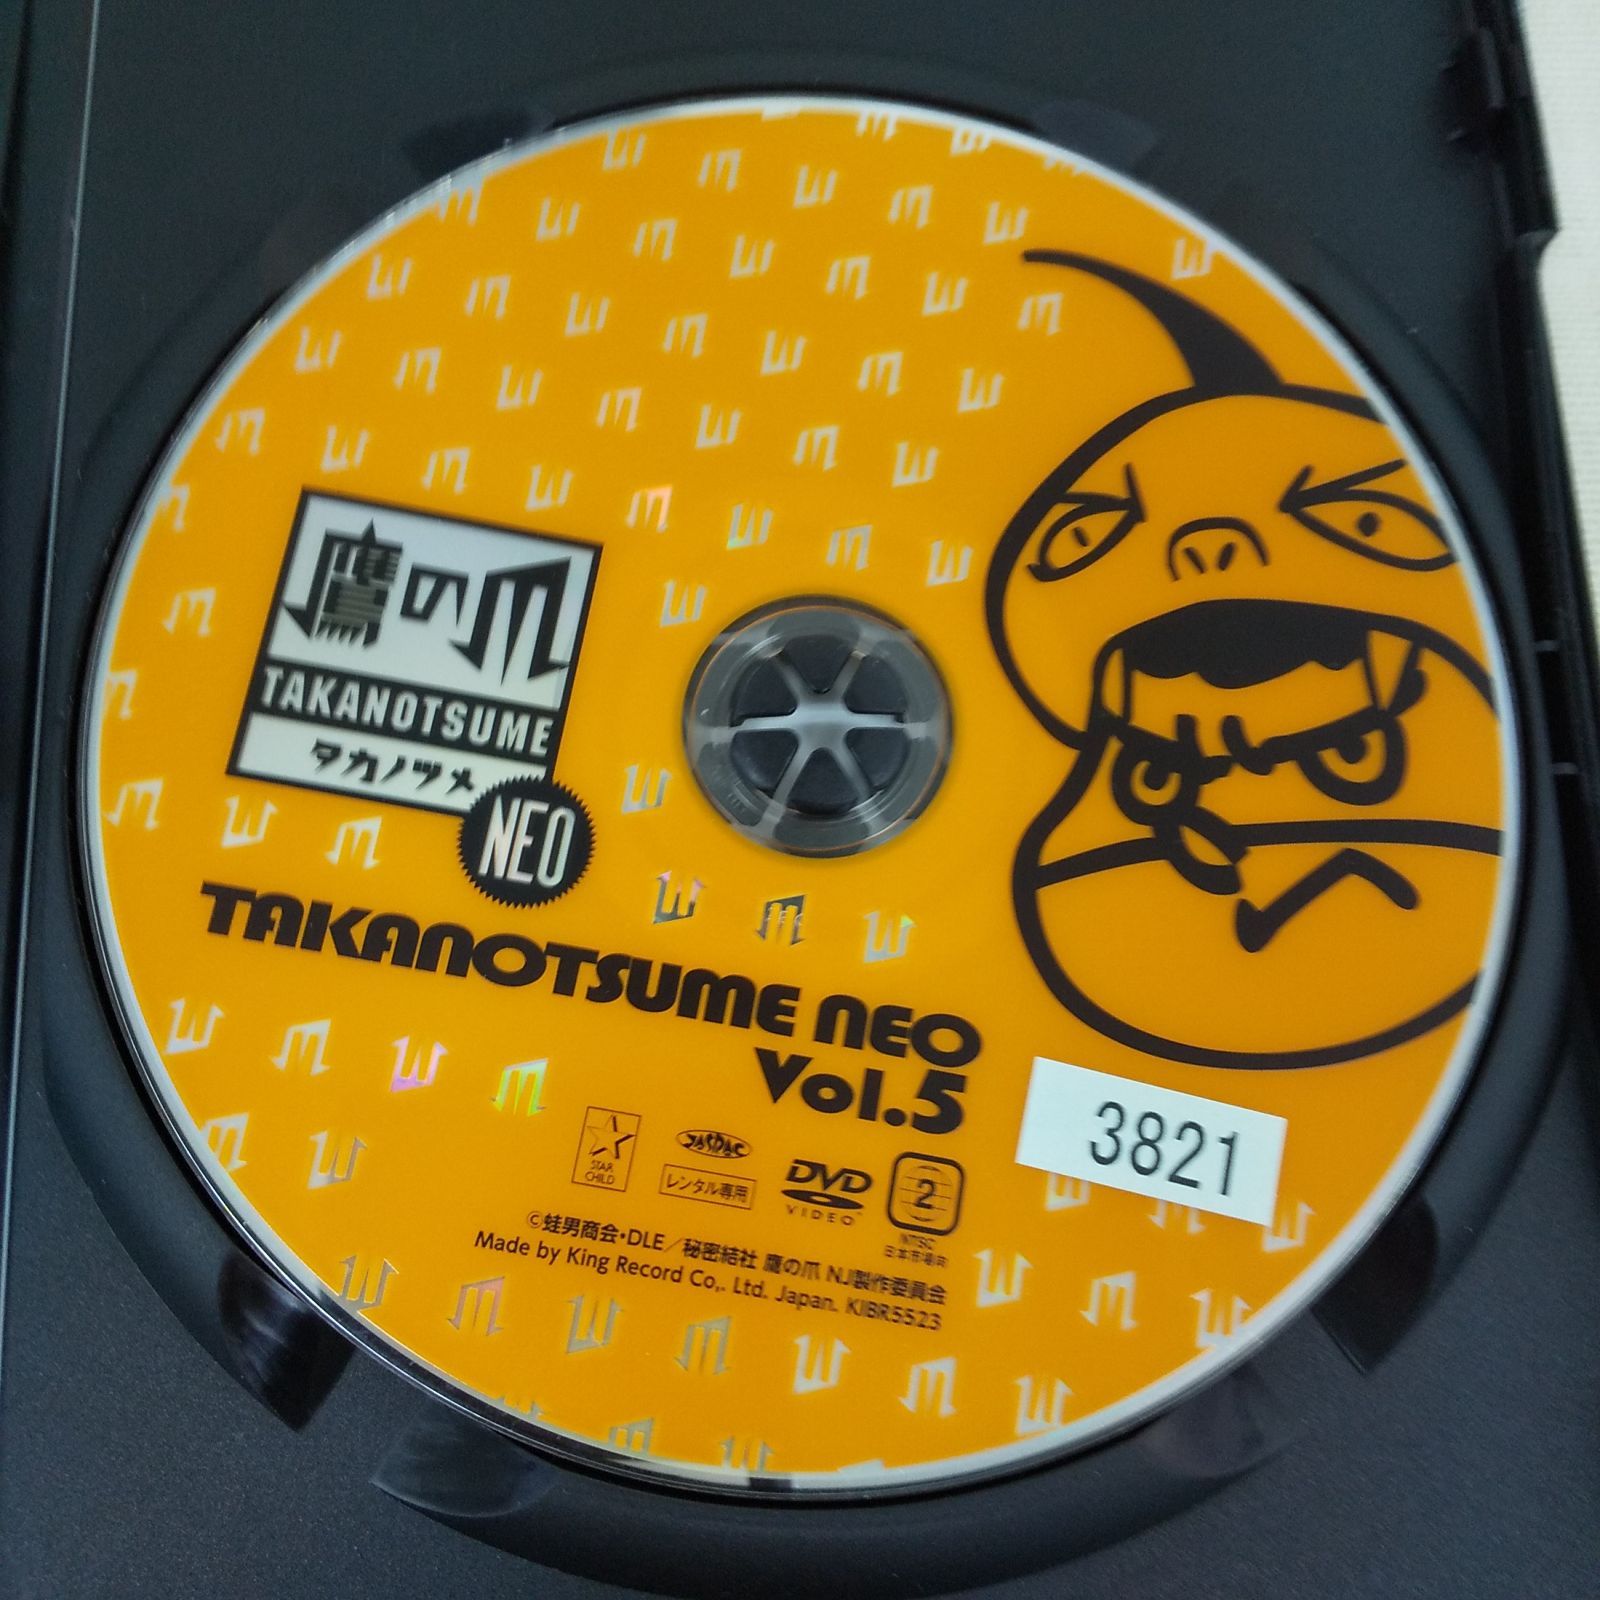 鷹の爪
TAKANOTSUME
タカノツメ
NEO
TAKANOTSUME NEO
Vol.5
3821
STAR
CHILD
JASRAC
レンタル専用
DVD
VIDEO
2
NTSC
日本市場向
©蛙男商会・DLE／秘密結社 鷹の爪 NJ製作委員会
Made by King Record Co,. Ltd. Japan. KIBR5523